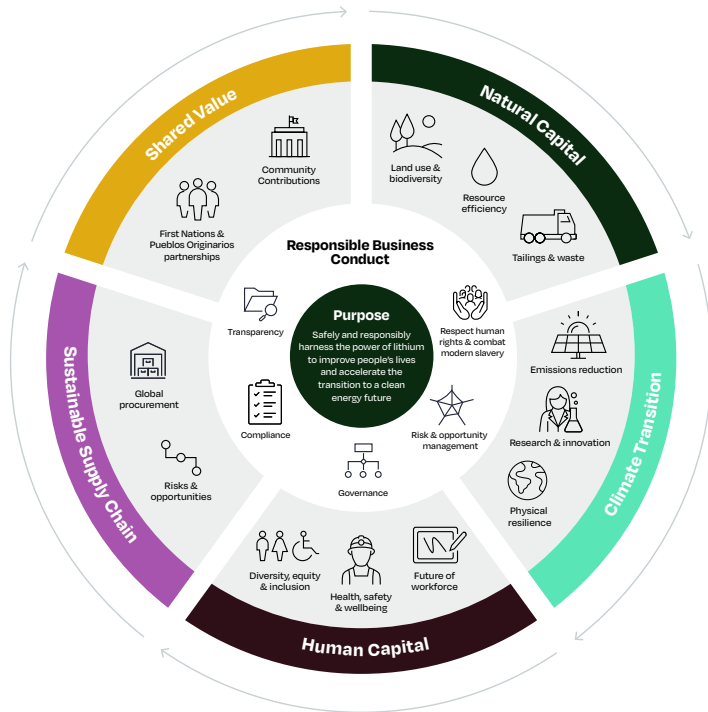 Shared Value
Community
Contributions
First Nations &
Pueblos Originarios
partnerships
Natural Capital
Land use &
biodiversity
Resource
efficiency
Tailings & waste
Responsible Business
Conduct
Transparency
Compliance
Governance
Respect human
rights & combat
modern slavery
Risk & opportunity
management
Purpose
Safely and responsibly
harness the power of lithium
to improve people's lives
and accelerate the
transition to a clean
energy future
Climate Transition
Emissions reduction
Research & innovation
Physical
resilience
Human Capital
Diversity, equity
& inclusion
Health, safety
& wellbeing
Future of
workforce
Sustainable Supply Chain
Global
procurement
Risks &
opportunities